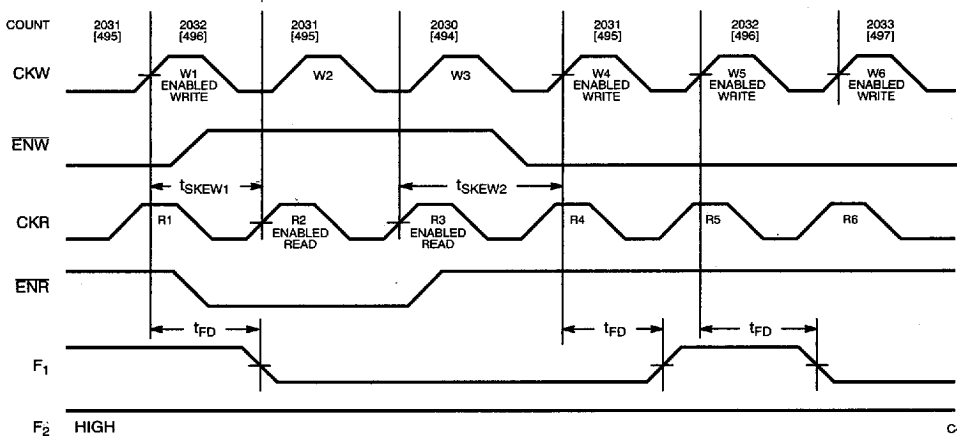 COUNT 2031 2032 2031 2030 2031 2032 2033
[495] [496] [495] [494] [495] [496] [497]
CKW W1 W2 W3 W4 W5 W6
ENABLED ENABLED ENABLED ENABLED
WRITE WRITE WRITE WRITE
ENW
tSKEW1 tSKEW2
CKR R1 R2 R3 R4 R5 R6
ENABLED ENABLED
READ READ
ENR
tFD tFD tFD
F1
F2 HIGH